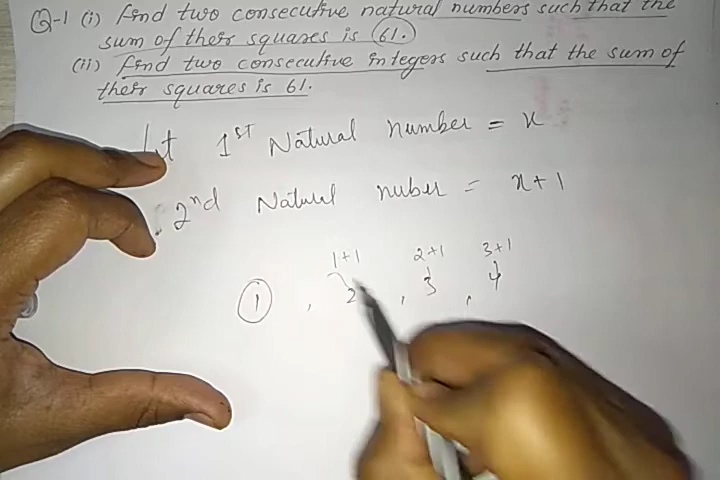 Q-1 (i) Find two consecutive natural numbers such that the
sum of their squares is 61.
(ii) Find two consecutive integers such that the sum of
their squares is 61.
Let 1ST Natural number = x
2nd Natural nuber = x+1
1+1 2+1 3+1
1 , 2 , 3 , 4